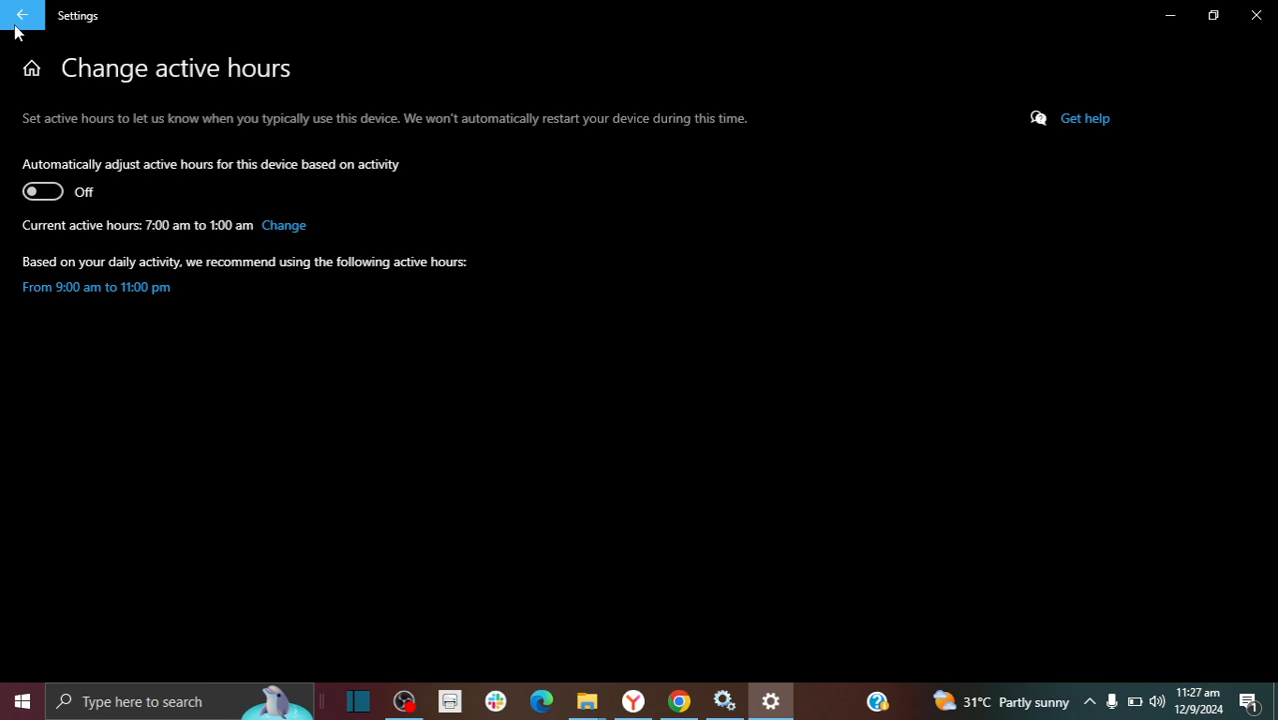 Settings
Change active hours
Set active hours to let us know when you typically use this device. We won't automatically restart your device during this time.
Get help
Automatically adjust active hours for this device based on activity
Off
Current active hours: 7:00 am to 1:00 am Change
Based on your daily activity, we recommend using the following active hours:
From 9:00 am to 11:00 pm
Type here to search
31°C Partly sunny
11:27 am
12/9/2024
1